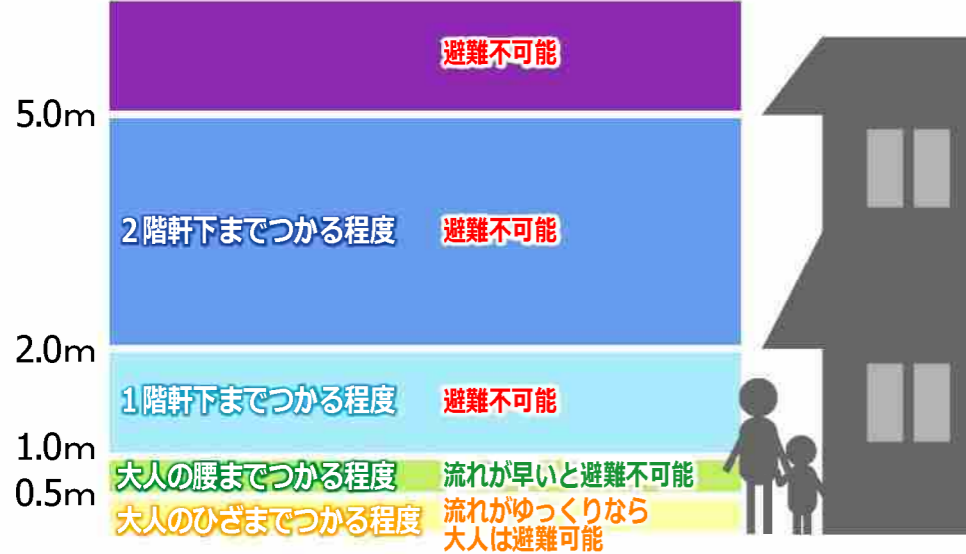 避難不可能
5.0m
2階軒下までつかる程度 避難不可能
2.0m
1階軒下までつかる程度 避難不可能
1.0m
大人の腰までつかる程度 流れが早いと避難不可能
0.5m
大人のひざまでつかる程度 流れがゆっくりなら
大人は避難可能